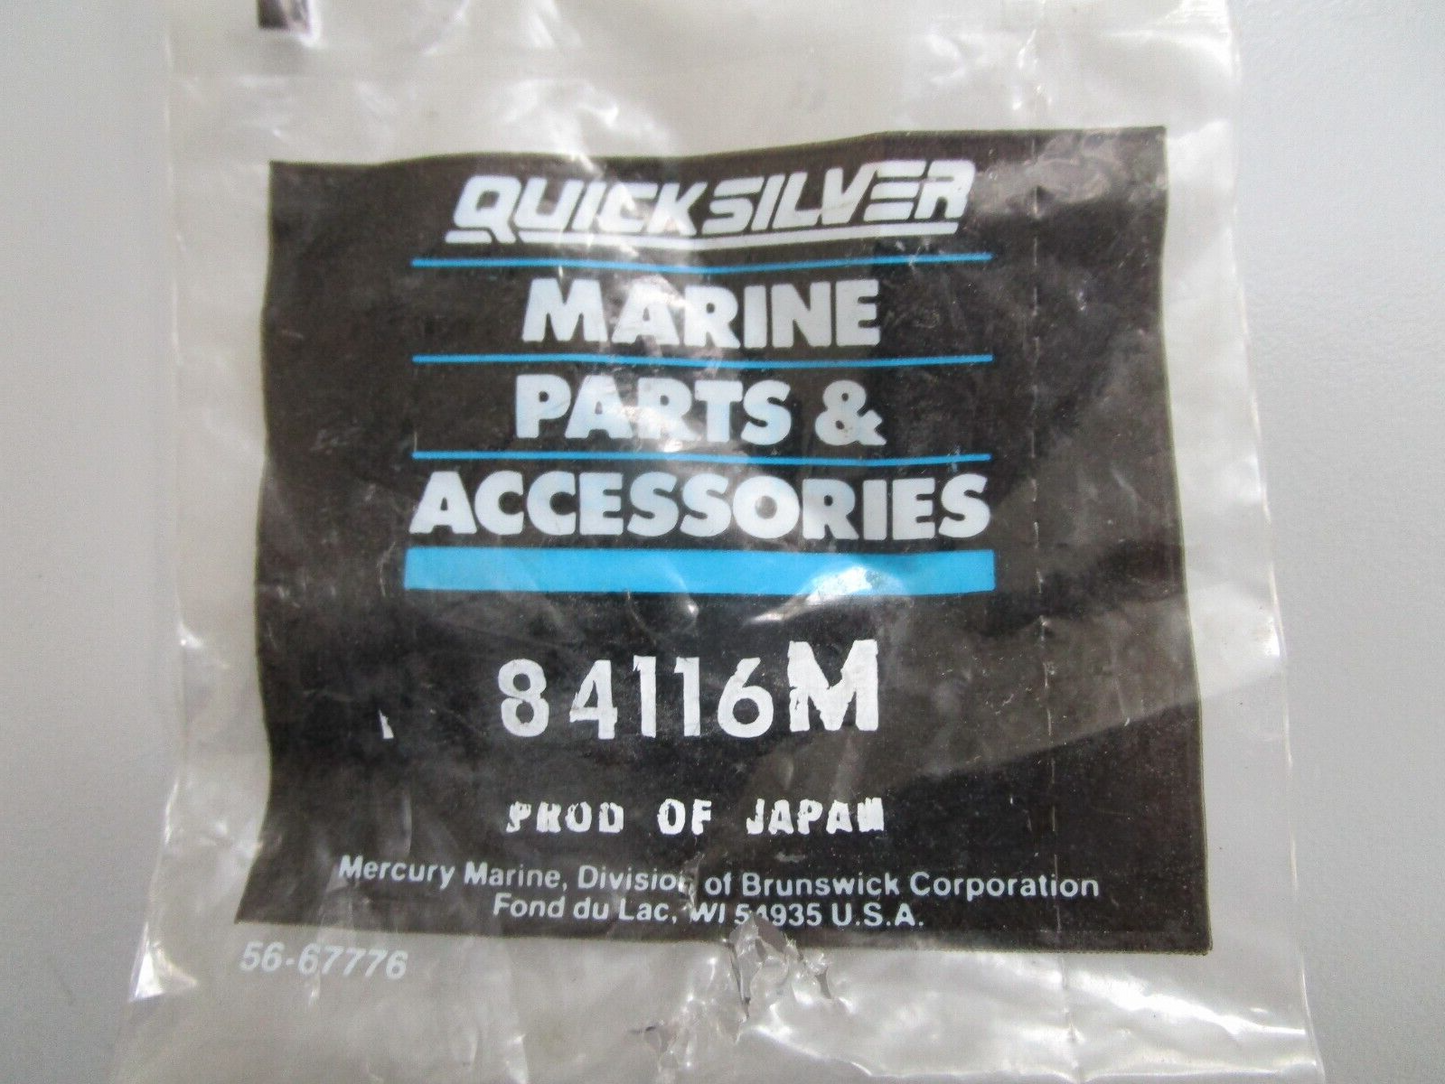 QUICKSILVER
MARINE
PARTS &
ACCESSORIES
84116M
PROD OF JAPAN
Mercury Marine, Division of Brunswick Corporation
Fond du Lac, WI 54935 U.S.A.
56-67776